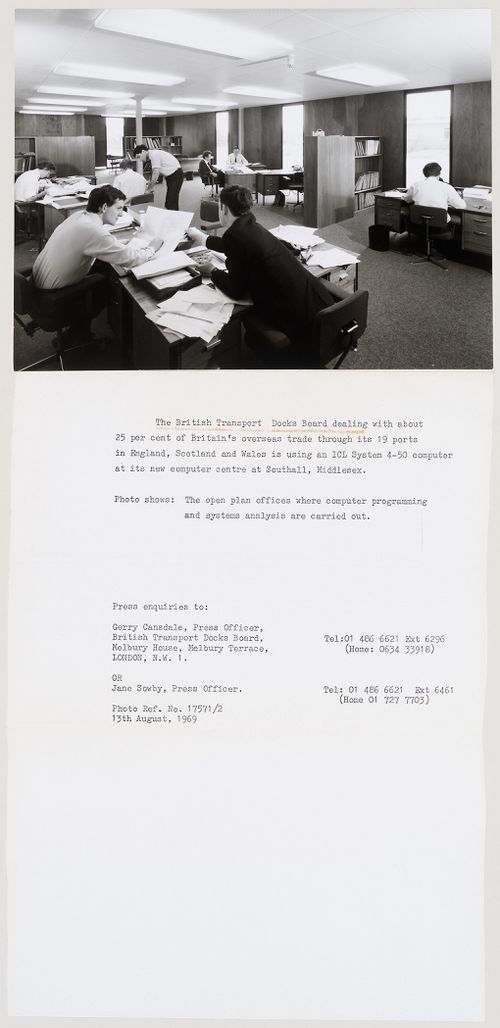 The British Transport Docks Board dealing with about
25 per cent of Britain's overseas trade through its 19 ports
in England, Scotland and Wales is using an ICL System 4-50 computer
at its new computer centre at Southall, Middlesex.
Photo shows: The open plan offices where computer programming
and systems analysis are carried out.
Press enquiries to:
Gerry Cansdale, Press Officer,
British Transport Docks Board, Tel:01 486 6621 Ext 6296
Melbury House, Melbury Terrace, (Home: 0634 33918)
LONDON, N.W. 1.
OR
Jane Sowby, Press Officer. Tel: 01 486 6621 Ext 6461
(Home 01 727 7703)
Photo Ref. No. 17571/2
13th August, 1969